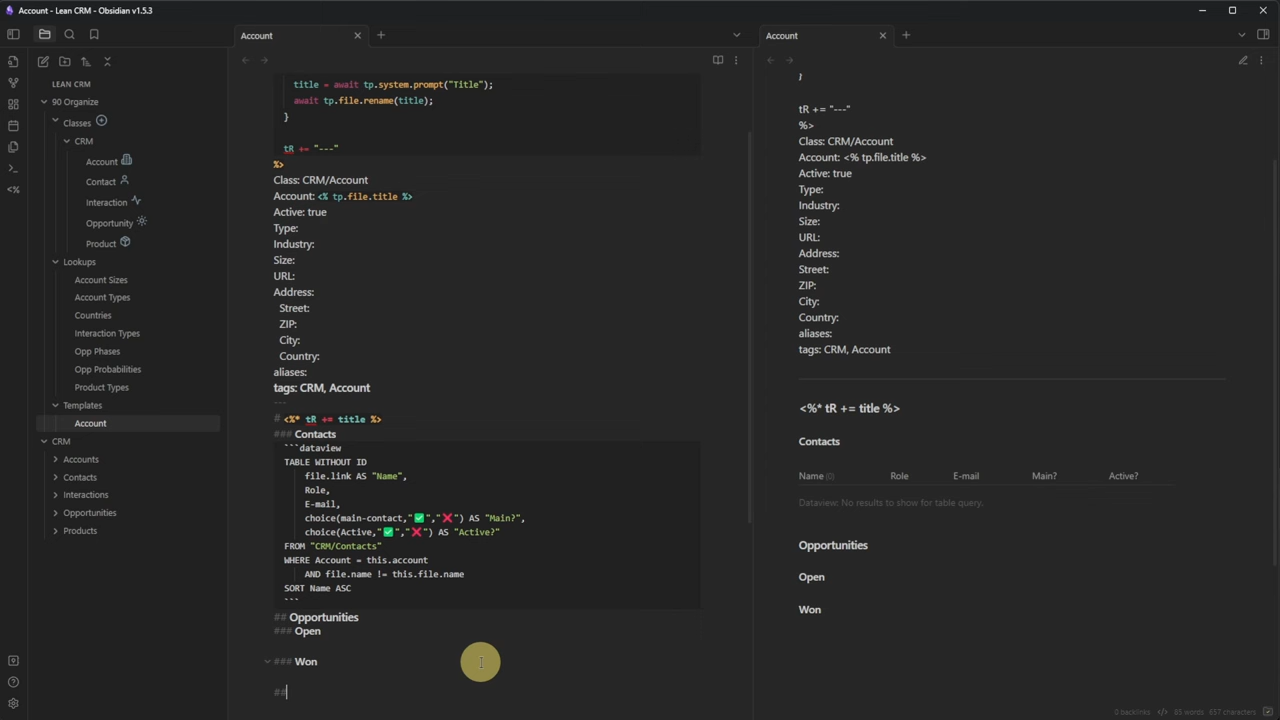 Account - Lean CRM - Obsidian v1.5.3
Account
Account
LEAN CRM
90 Organize
Classes
CRM
Account
Contact
Interaction
Opportunity
Product
Lookups
Account Sizes
Account Types
Countries
Interaction Types
Opp Phases
Opp Probabilities
Product Types
Templates
Account
CRM
Accounts
Contacts
Interactions
Opportunities
Products
title = await tp.system.prompt("Title");
await tp.file.rename(title);
}
tR += "---"
%>
Class: CRM/Account
Account: <% tp.file.title %>
Active: true
Type:
Industry:
Size:
URL:
Address:
Street:
ZIP:
City:
Country:
aliases:
tags: CRM, Account
---
# <%* tR += title %>
### Contacts
```dataview
TABLE WITHOUT ID
file.link AS "Name",
Role,
E-mail,
choice(main-contact,"✅","❌") AS "Main?",
choice(Active,"✅","❌") AS "Active?"
FROM "CRM/Contacts"
WHERE Account = this.account
AND file.name != this.file.name
SORT Name ASC
```
## Opportunities
### Open
### Won
##
}
tR += "---"
%>
Class: CRM/Account
Account: <% tp.file.title %>
Active: true
Type:
Industry:
Size:
URL:
Address:
Street:
ZIP:
City:
Country:
aliases:
tags: CRM, Account
<%* tR += title %>
Contacts
Name (0) Role E-mail Main? Active?
Dataview: No results to show for table query.
Opportunities
Open
Won
0 backlinks 65 words 657 characters